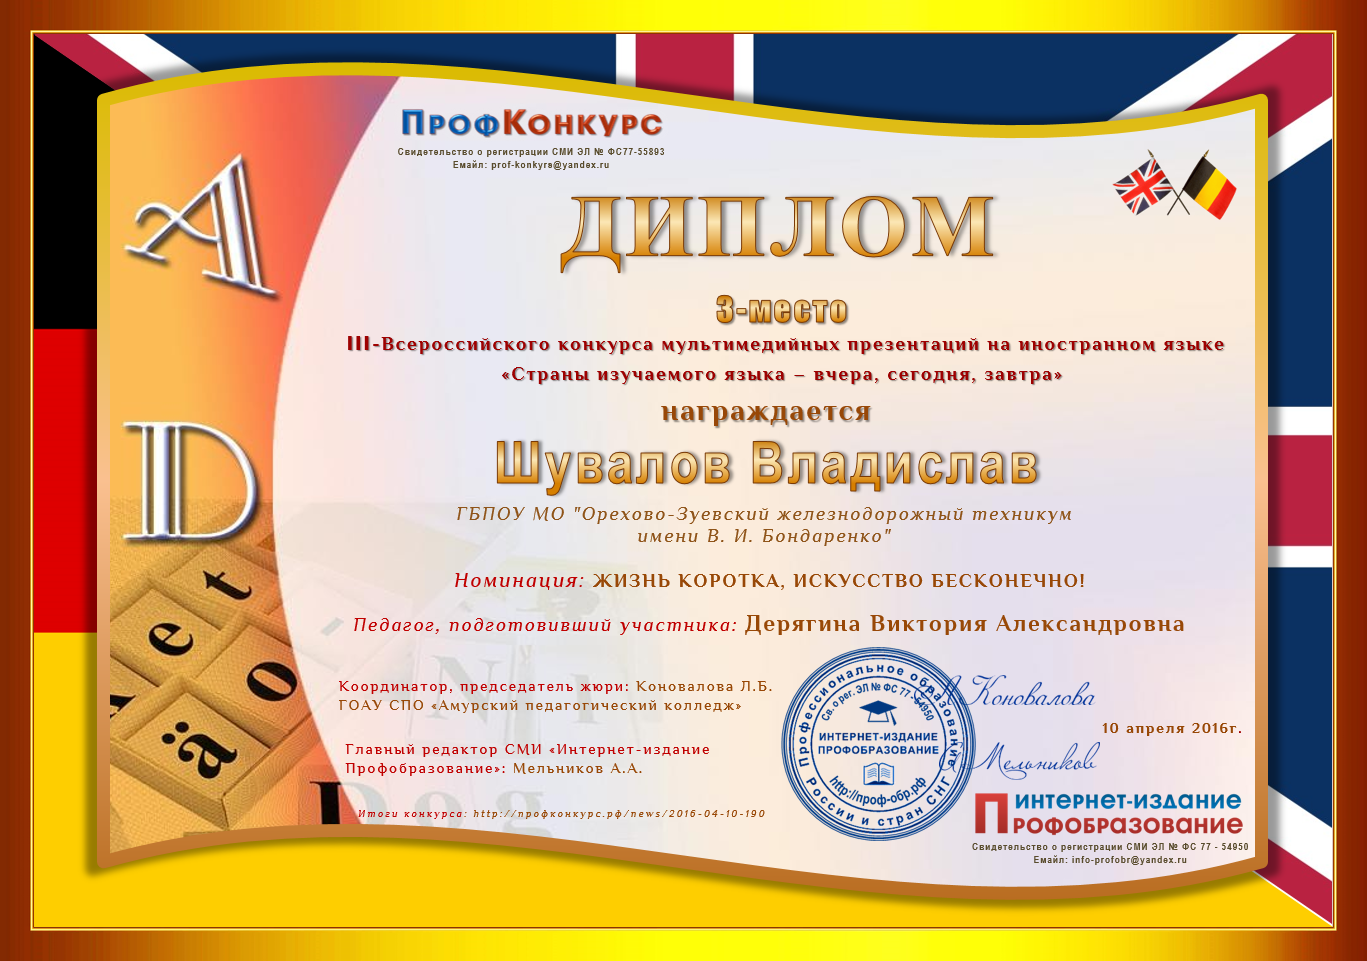 ПрофКонкурс
Свидетельство о регистрации СМИ ЭЛ № ФС77-55893
Емайл: prof-konkyrs@yandex.ru
ДИПЛОМ
3-место
III-Всероссийского конкурса мультимедийных презентаций на иностранном языке
«Страны изучаемого языка – вчера, сегодня, завтра»
награждается
Шувалов Владислав
ГБПОУ МО "Орехово-Зуевский железнодорожный техникум
имени В. И. Бондаренко"
Номинация: ЖИЗНЬ КОРОТКА, ИСКУССТВО БЕСКОНЕЧНО!
Педагог, подготовивший участника: Дерягина Виктория Александровна
Координатор, председатель жюри: Коновалова Л.Б.
ГОАУ СПО «Амурский педагогический колледж»
Главный редактор СМИ «Интернет-издание
Профобразование»: Мельников А.А.
Итоги конкурса: http://профконкурс.рф/news/2016-04-10-190
Профессиональное образование России и стран СНГ
Св. о рег. ЭЛ № ФС 77 - 54950
ИНТЕРНЕТ-ИЗДАНИЕ
ПРОФОБРАЗОВАНИЕ
http://проф-обр.рф
Коновалова
10 апреля 2016г.
Мельников
ИНТЕРНЕТ-ИЗДАНИЕ
ПРОФОБРАЗОВАНИЕ
Свидетельство о регистрации СМИ ЭЛ № ФС 77 - 54950
Емайл: info-profobr@yandex.ru
A
D
et
äö
Dog